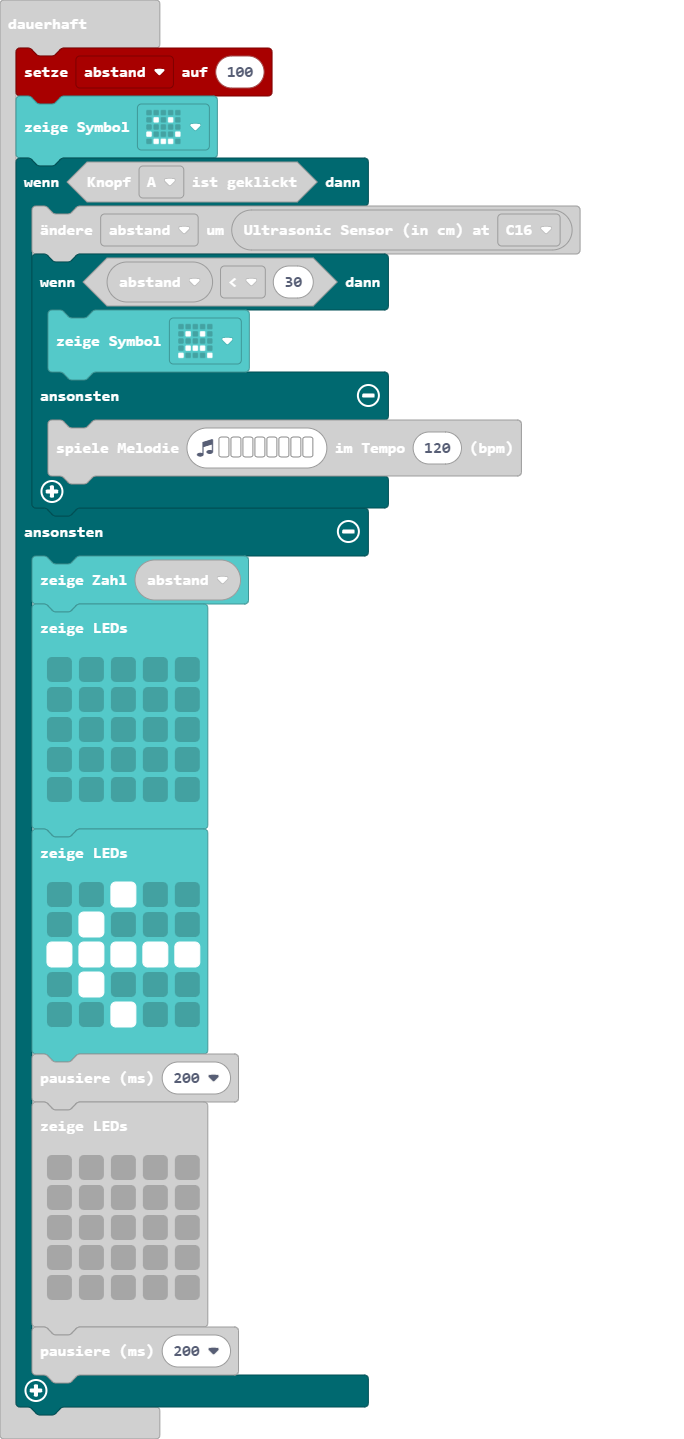 dauerhaft
setze abstand auf 100
zeige Symbol
wenn Knopf A ist geklickt dann
ändere abstand um Ultrasonic Sensor (in cm) at C16
wenn abstand < 30 dann
zeige Symbol
ansonsten
spiele Melodie im Tempo 120 (bpm)
ansonsten
zeige Zahl abstand
zeige LEDs
zeige LEDs
pausiere (ms) 200
zeige LEDs
pausiere (ms) 200